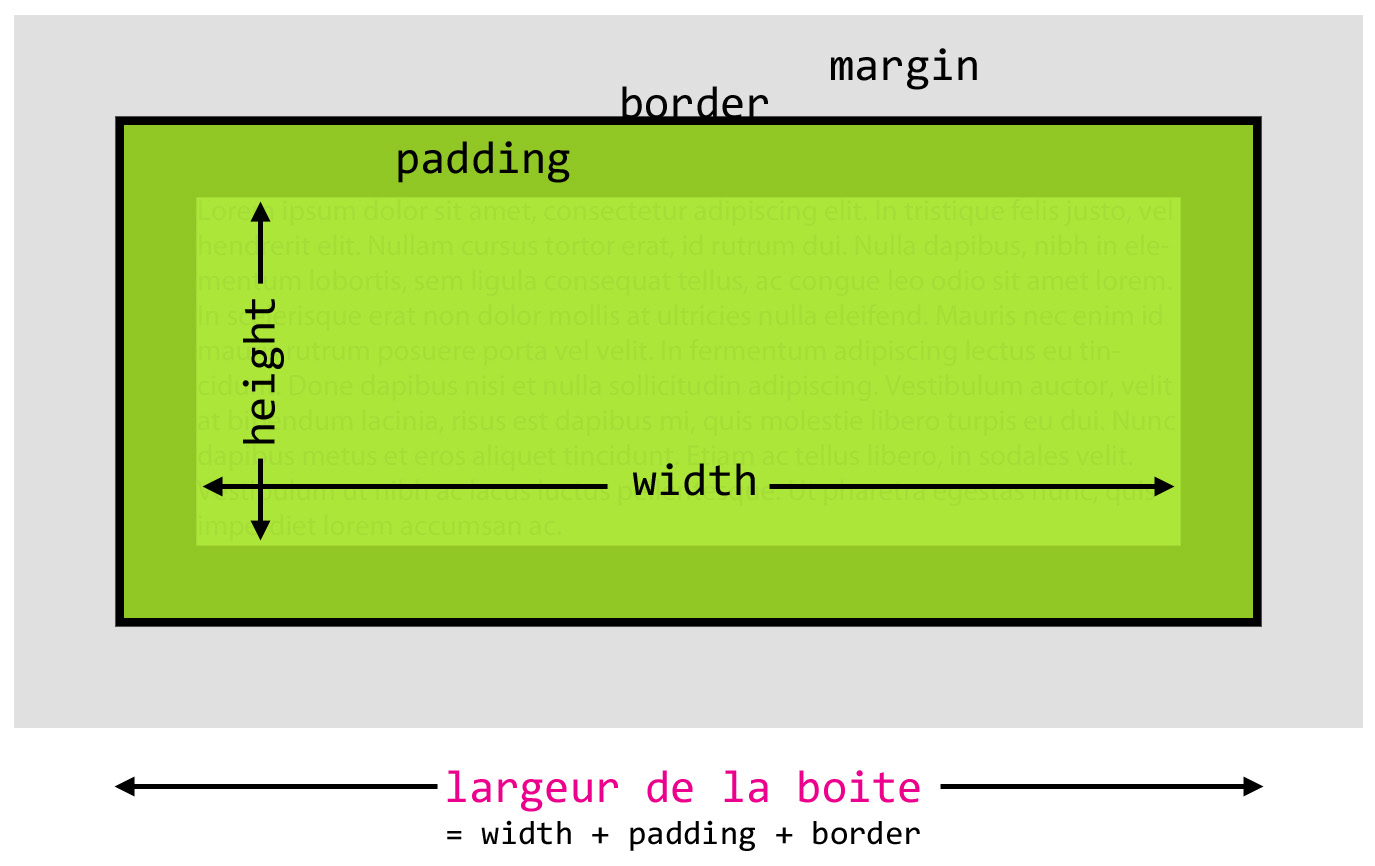 margin
border
padding
Lorem ipsum dolor sit amet, consectetur adipiscing elit. In tristique felis justo, vel
hendrerit elit. Nullam cursus tortor erat, id rutrum dui. Nulla dapibus, nibh in ele-
mentum lobortis, sem ligula consequat tellus, ac congue leo odio sit amet lorem.
In scelerisque erat non dolor mollis at ultricies nulla eleifend. Mauris nec enim id
rutrum posuere porta vel velit. In fermentum adipiscing lectus eu tin-
Done dapibus nisi et nulla sollicitudin adipiscing. Vestibulum auctor, velit
at bibendum lacinia, risus est dapibus mi, quis molestie libero turpis eu dui. Nunc
dapibus metus et eros aliquet tincidunt. Etiam ac tellus libero, in sodales velit.
Vestibulum ut nibh luctus Ut pharetra egestas nunc, quis
imperdiet lorem accumsan ac.
height
width
largeur de la boite
= width + padding + border